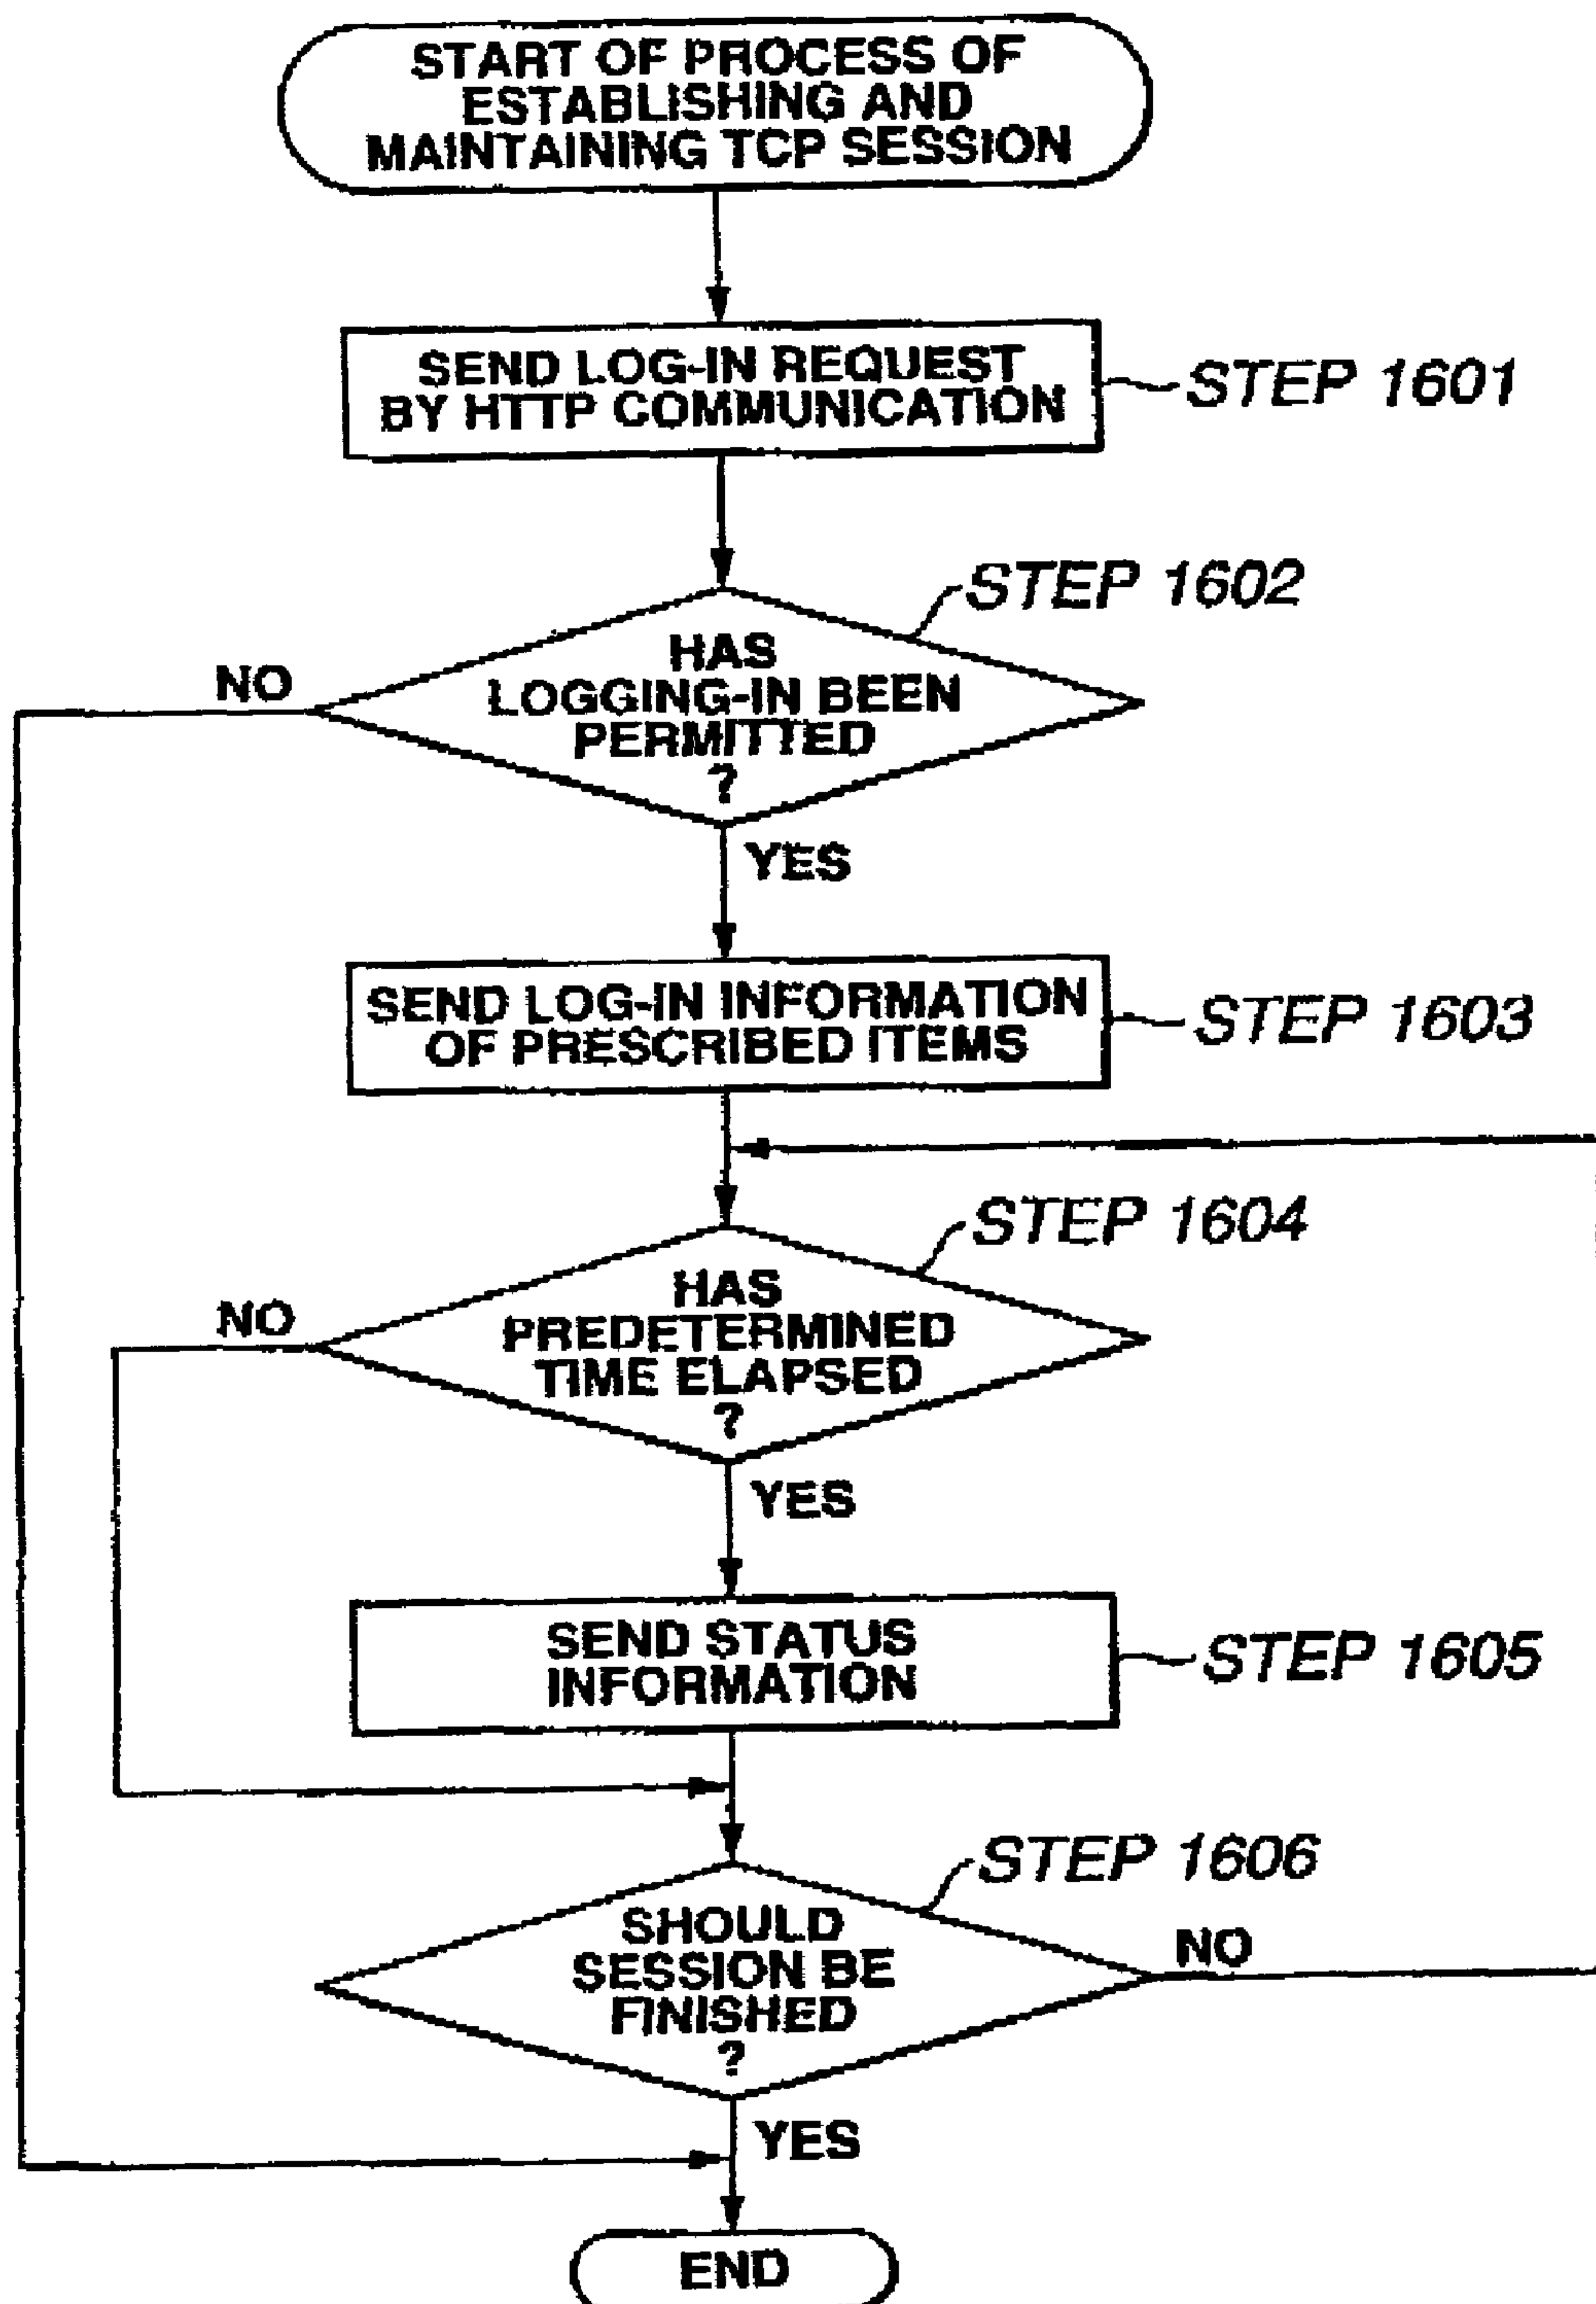 START OF PROCESS OF
ESTABLISHING AND
MAINTAINING TCP SESSION
SEND LOG-IN REQUEST
BY HTTP COMMUNICATION
STEP 1601
STEP 1602
HAS
LOGGING-IN BEEN
PERMITTED
?
NO
YES
SEND LOG-IN INFORMATION
OF PRESCRIBED ITEMS
STEP 1603
STEP 1604
HAS
PREDETERMINED
TIME ELAPSED
?
NO
YES
SEND STATUS
INFORMATION
STEP 1605
STEP 1606
SHOULD
SESSION BE
FINISHED
?
NO
YES
END